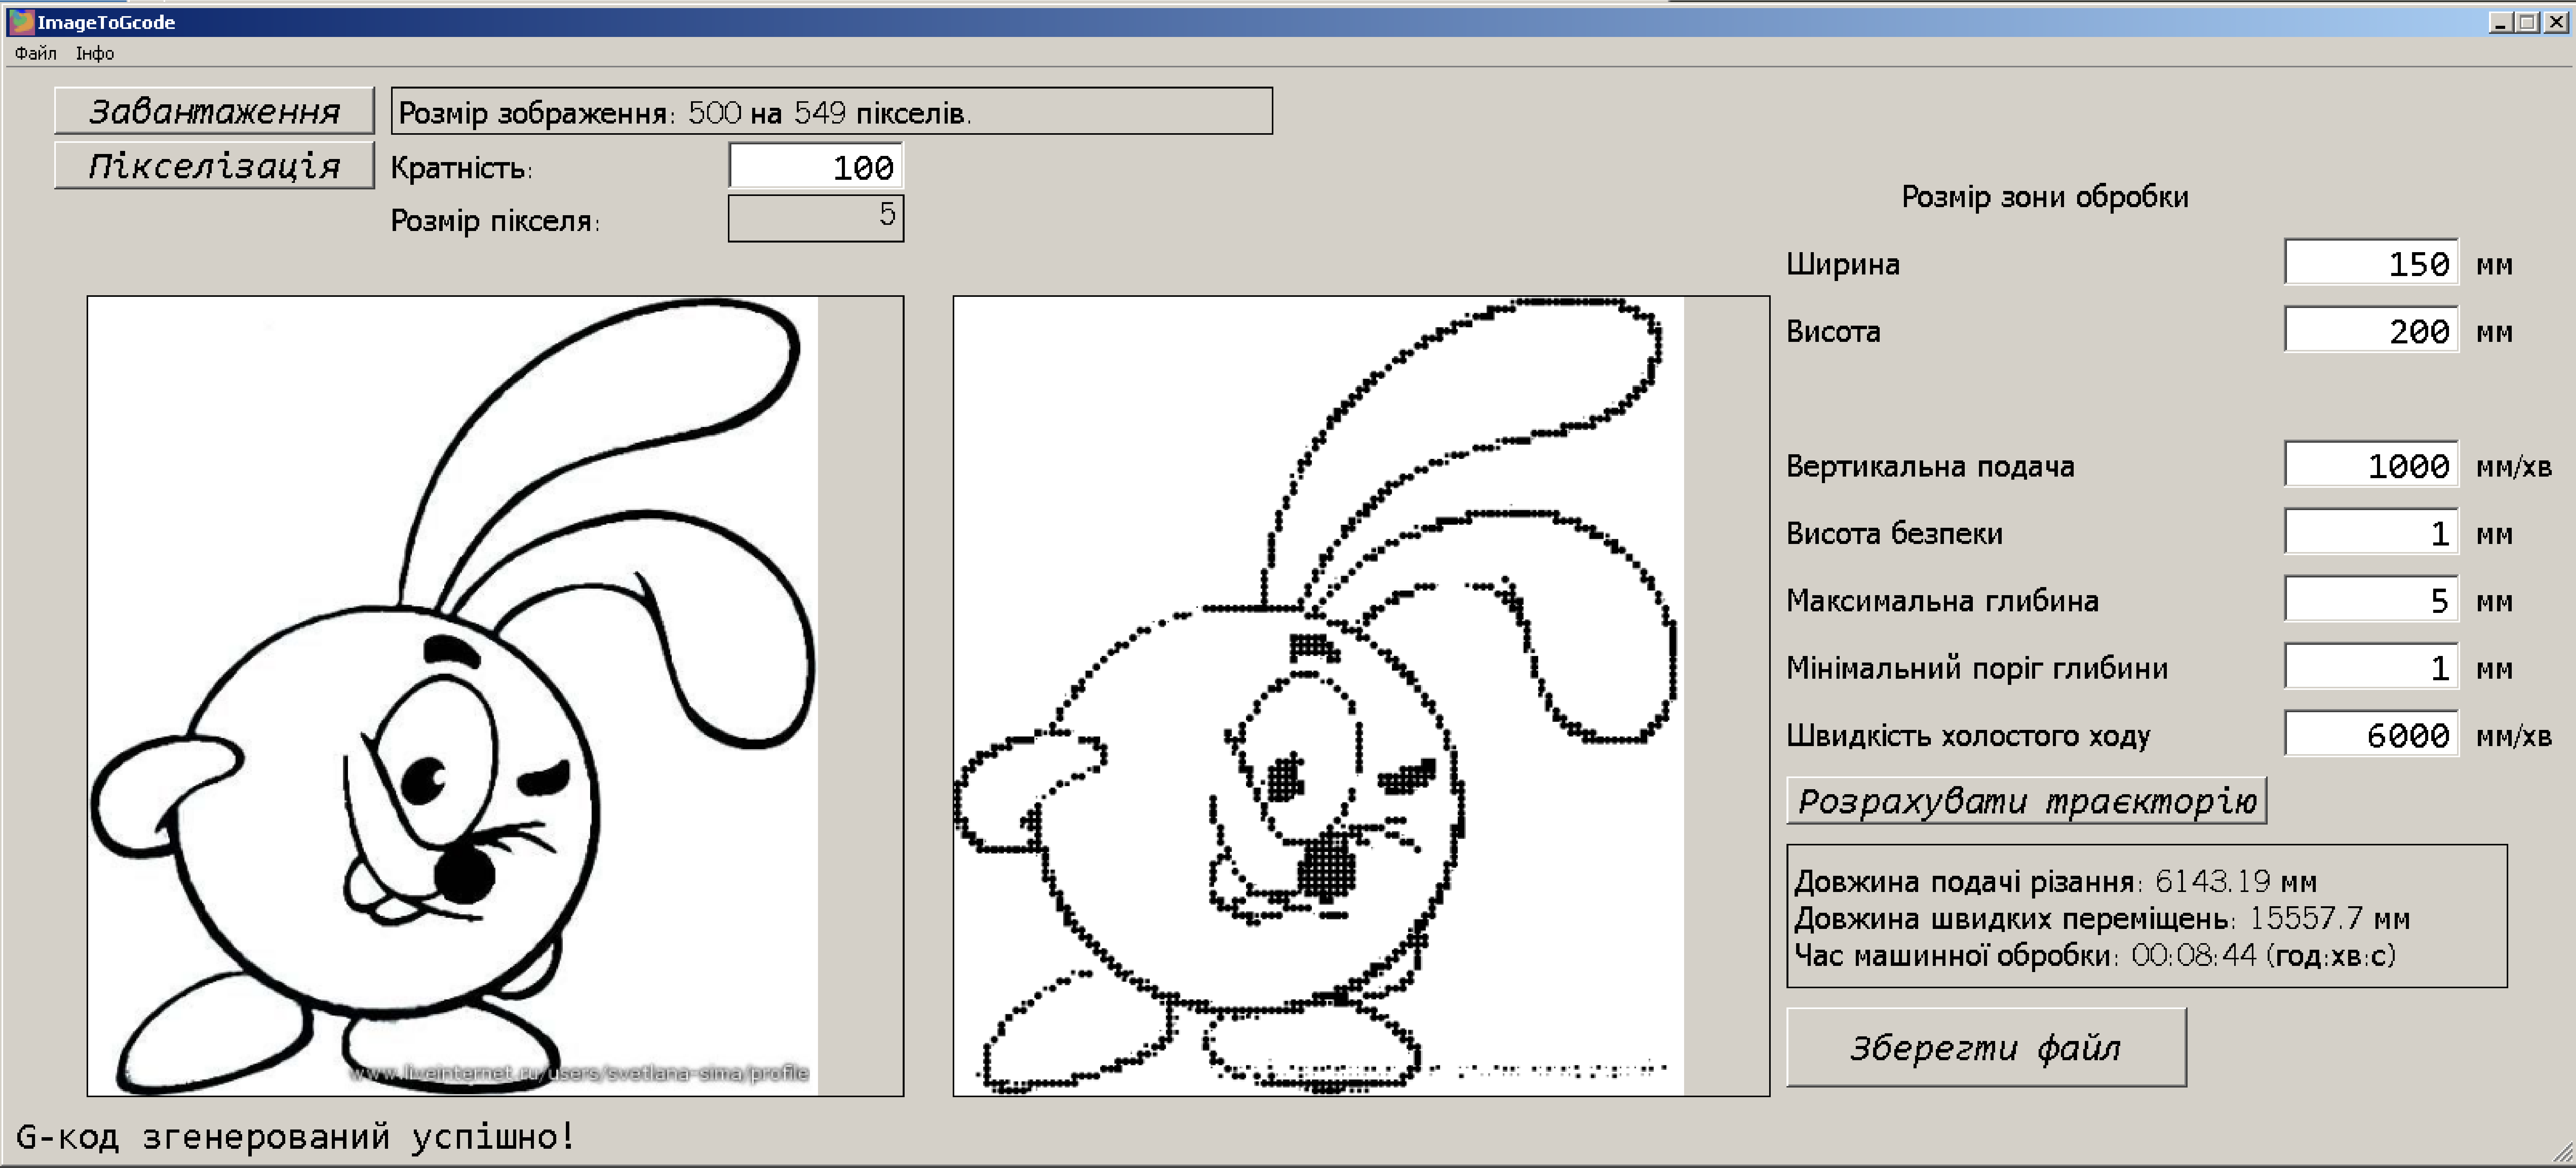 ImageToGcode
Файл Інфо
Завантаження Розмір зображення: 500 на 549 пікселів.
Пікселізація Кратність: 100
Розмір пікселя: 5
Розмір зони обробки
Ширина 150 мм
Висота 200 мм
Вертикальна подача 1000 мм/хв
Висота безпеки 1 мм
Максимальна глибина 5 мм
Мінімальний поріг глибини 1 мм
Швидкість холостого ходу 6000 мм/хв
Розрахувати траєкторію
Довжина подачі різання: 6143.19 мм
Довжина швидких переміщень: 15557.7 мм
Час машинної обробки: 00:08:44 (год:хв:с)
Зберегти файл
www.liveinternet.ru/users/svetlana-sima/profile
G-код згенерований успішно!